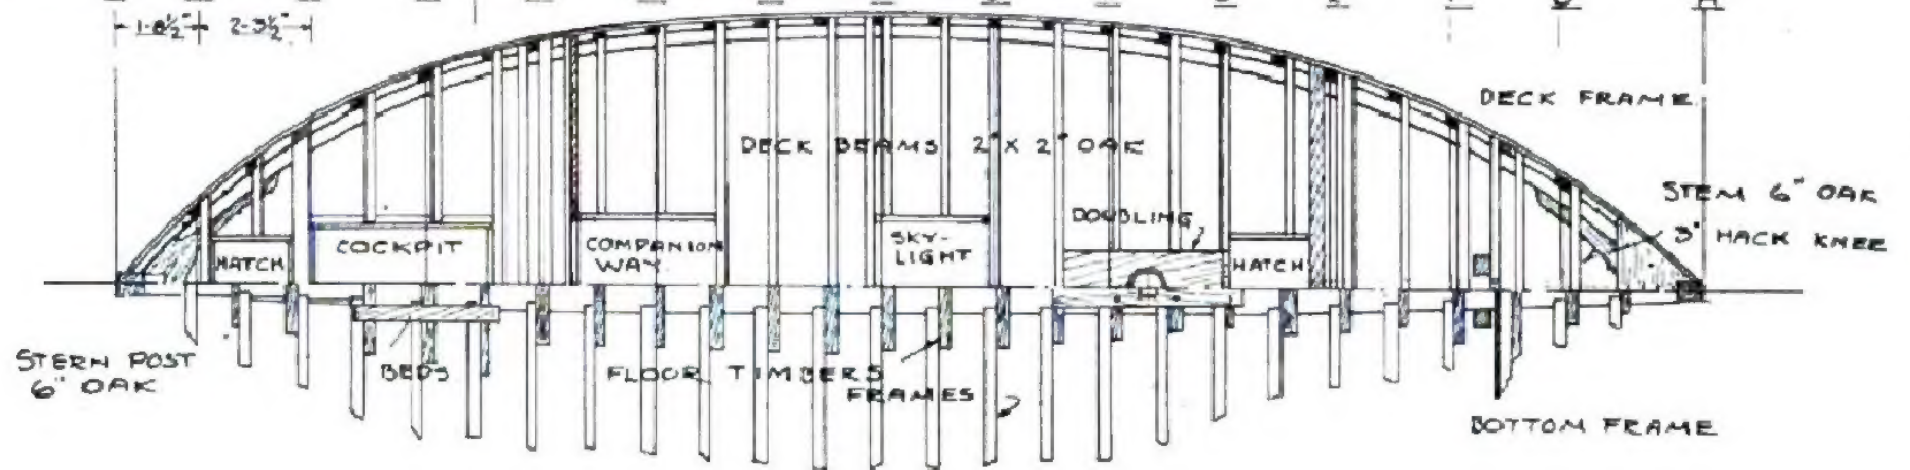 1-8½" 2-3½"
DECK FRAME
DECK BEAMS 2" X 2" OAK
STEM 6" OAK
3" HACK KNEE
DOUBLING
HATCH
COCKPIT
COMPANION
WAY
SKY-
LIGHT
HATCH
STERN POST
6" OAK
BEDS
FLOOR TIMBERS
FRAMES
BOTTOM FRAME